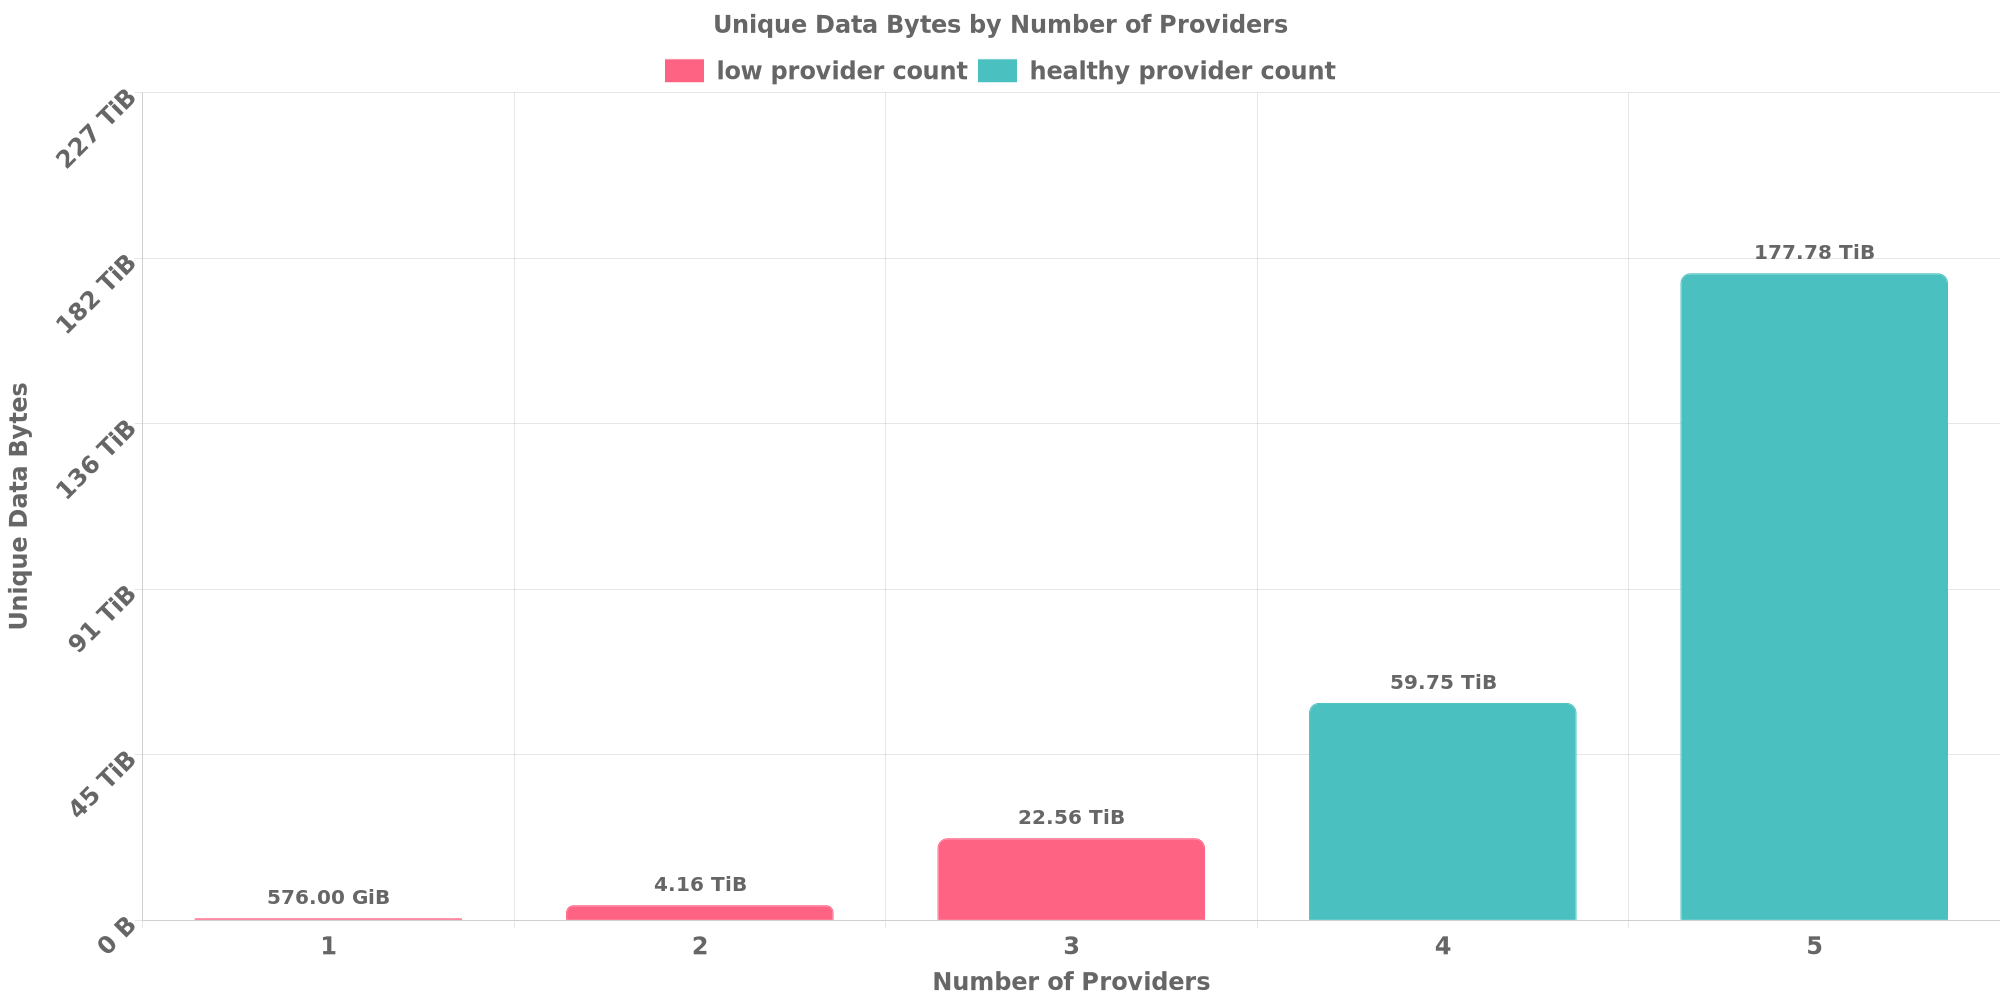 Unique Data Bytes by Number of Providers
low provider count healthy provider count
227 TiB
182 TiB
136 TiB
91 TiB
45 TiB
0 B
Unique Data Bytes
576.00 GiB
4.16 TiB
22.56 TiB
59.75 TiB
177.78 TiB
1 2 3 4 5
Number of Providers